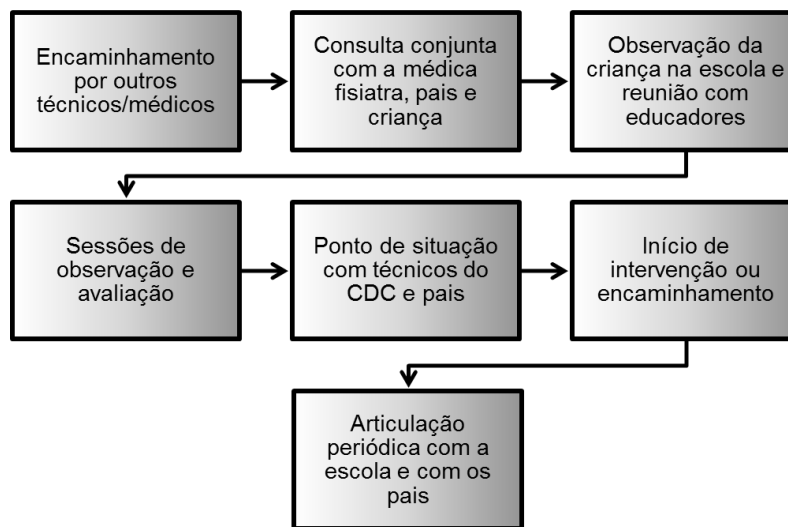 Encaminhamento
por outros
técnicos/médicos
Consulta conjunta
com a médica
fisiatra, pais e
criança
Observação da
criança na escola e
reunião com
educadores
Sessões de
observação e
avaliação
Ponto de situação
com técnicos do
CDC e pais
Início de
intervenção ou
encaminhamento
Articulação
periódica com a
escola e com os
pais